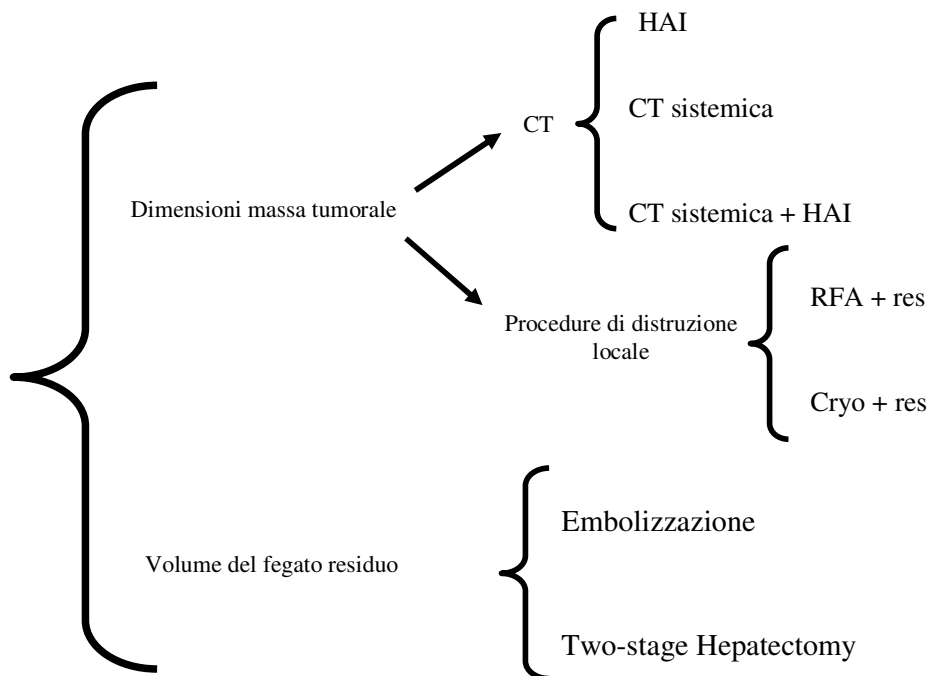 HAI
CT sistemica
CT
CT sistemica + HAI
Dimensioni massa tumorale
RFA + res
Procedure di distruzione
locale
Cryo + res
Embolizzazione
Volume del fegato residuo
Two-stage Hepatectomy